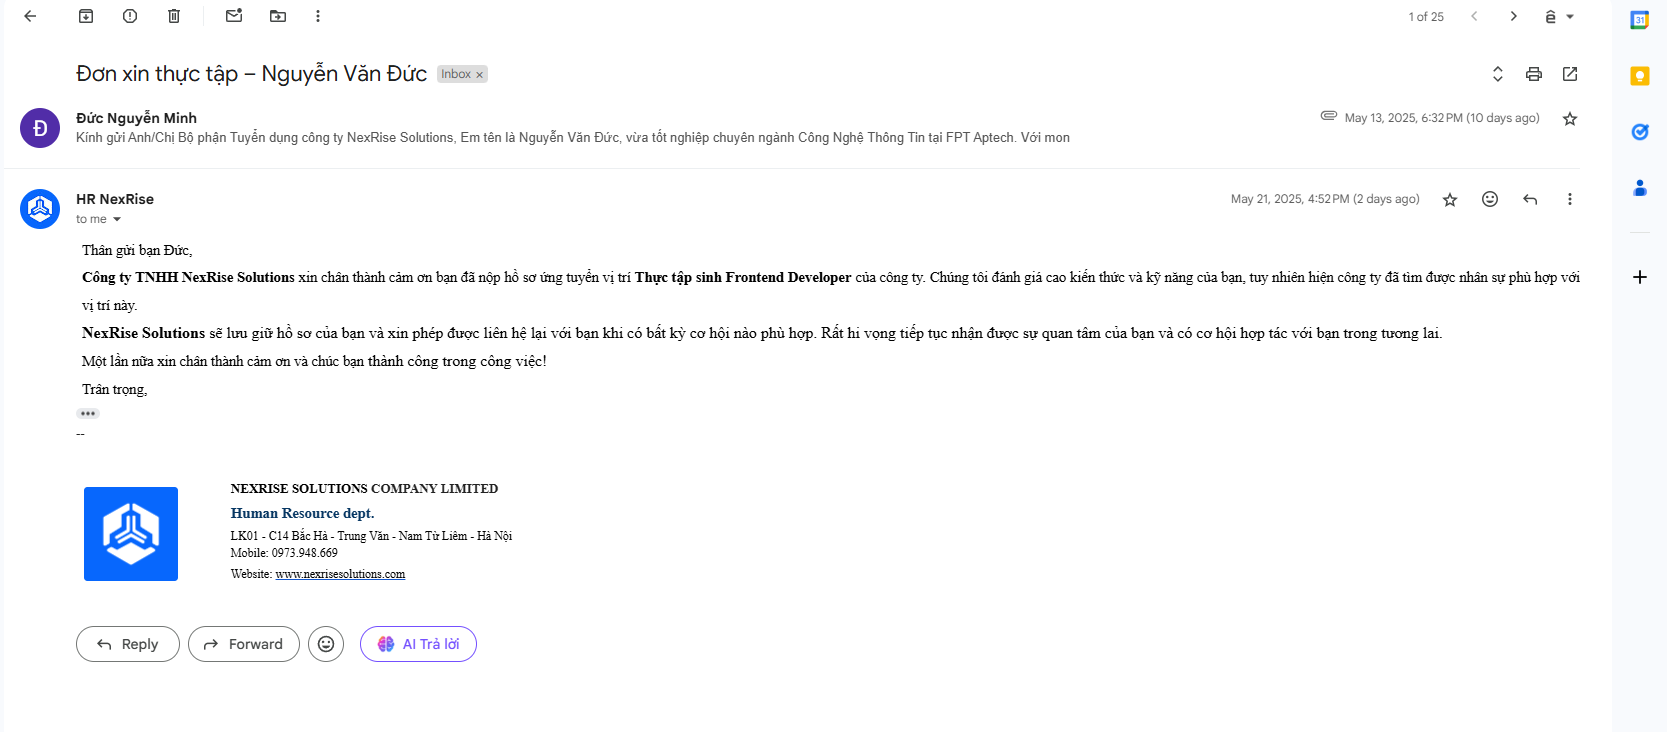 1 of 25
31
Đơn xin thực tập – Nguyễn Văn Đức Inbox ×
Đ
Đức Nguyễn Minh
May 13, 2025, 6:32 PM (10 days ago)
Kính gửi Anh/Chị Bộ phận Tuyển dụng công ty NexRise Solutions, Em tên là Nguyễn Văn Đức, vừa tốt nghiệp chuyên ngành Công Nghệ Thông Tin tại FPT Aptech. Với mon
HR NexRise
May 21, 2025, 4:52 PM (2 days ago)
to me
Thân gửi bạn Đức,
Công ty TNHH NexRise Solutions xin chân thành cảm ơn bạn đã nộp hồ sơ ứng tuyển vị trí Thực tập sinh Frontend Developer của công ty. Chúng tôi đánh giá cao kiến thức và kỹ năng của bạn, tuy nhiên hiện công ty đã tìm được nhân sự phù hợp với
vị trí này.
NexRise Solutions sẽ lưu giữ hồ sơ của bạn và xin phép được liên hệ lại với bạn khi có bất kỳ cơ hội nào phù hợp. Rất hi vọng tiếp tục nhận được sự quan tâm của bạn và có cơ hội hợp tác với bạn trong tương lai.
Một lần nữa xin chân thành cảm ơn và chúc bạn thành công trong công việc!
Trân trọng,
--
NEXRISE SOLUTIONS COMPANY LIMITED
Human Resource dept.
LK01 - C14 Bắc Hà - Trung Văn - Nam Từ Liêm - Hà Nội
Mobile: 0973.948.669
Website: www.nexrisesolutions.com
Reply
Forward
AI Trả lời